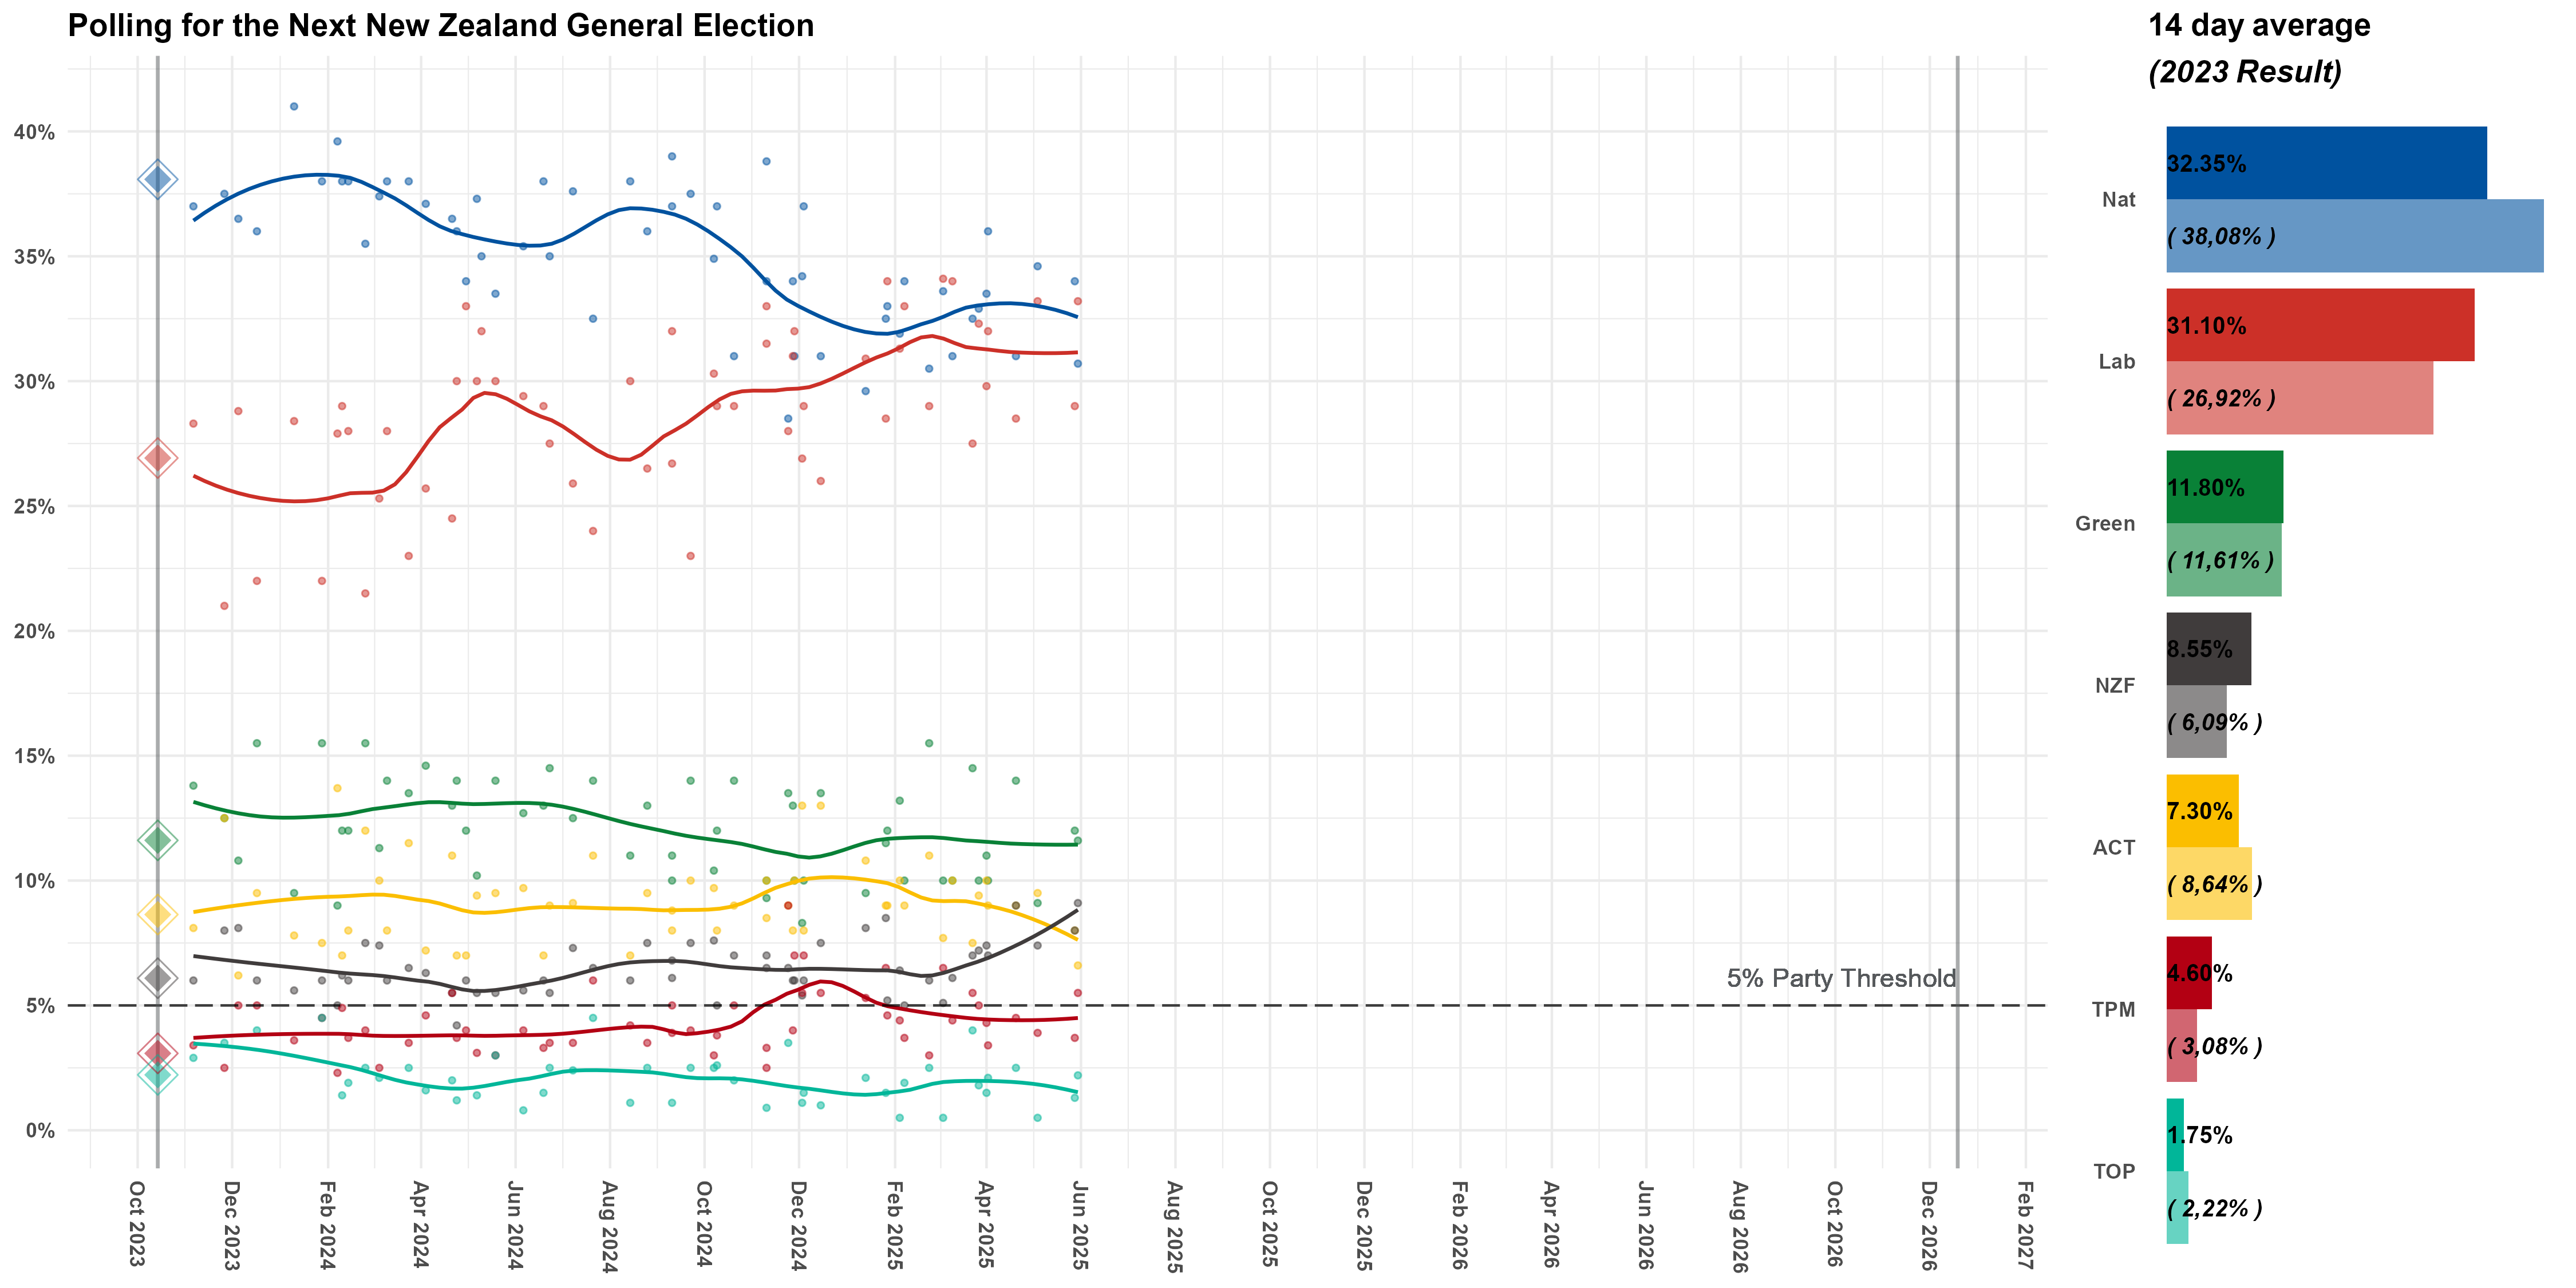 Polling for the Next New Zealand General Election
14 day average
(2023 Result)
40%
35%
30%
25%
20%
15%
10%
5%
0%
5% Party Threshold
Oct 2023
Dec 2023
Feb 2024
Apr 2024
Jun 2024
Aug 2024
Oct 2024
Dec 2024
Feb 2025
Apr 2025
Jun 2025
Aug 2025
Oct 2025
Dec 2025
Feb 2026
Apr 2026
Jun 2026
Aug 2026
Oct 2026
Dec 2026
Feb 2027
Nat
32.35%
( 38,08% )
Lab
31.10%
( 26,92% )
Green
11.80%
( 11,61% )
NZF
8.55%
( 6,09% )
ACT
7.30%
( 8,64% )
TPM
4.60%
( 3,08% )
TOP
1.75%
( 2,22% )